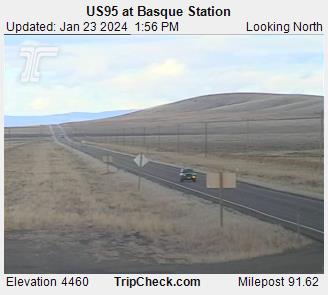 US95 at Basque Station
Updated: Jan 23 2024 1:56 PM Looking North
Elevation 4460 TripCheck.com Milepost 91.62